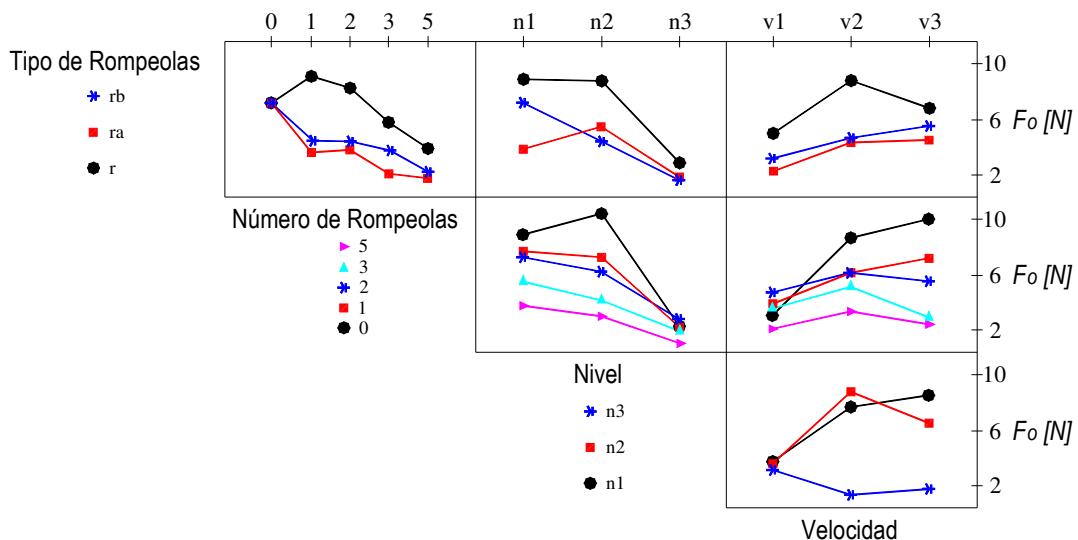 0 1 2 3 5 n1 n2 n3 v1 v2 v3
Tipo de Rompeolas
rb
ra
r
10
6
2
Fo [N]
Número de Rompeolas
5
3
2
1
0
10
6
2
Nivel
n3
n2
n1
10
6
2
Fo [N]
Velocidad